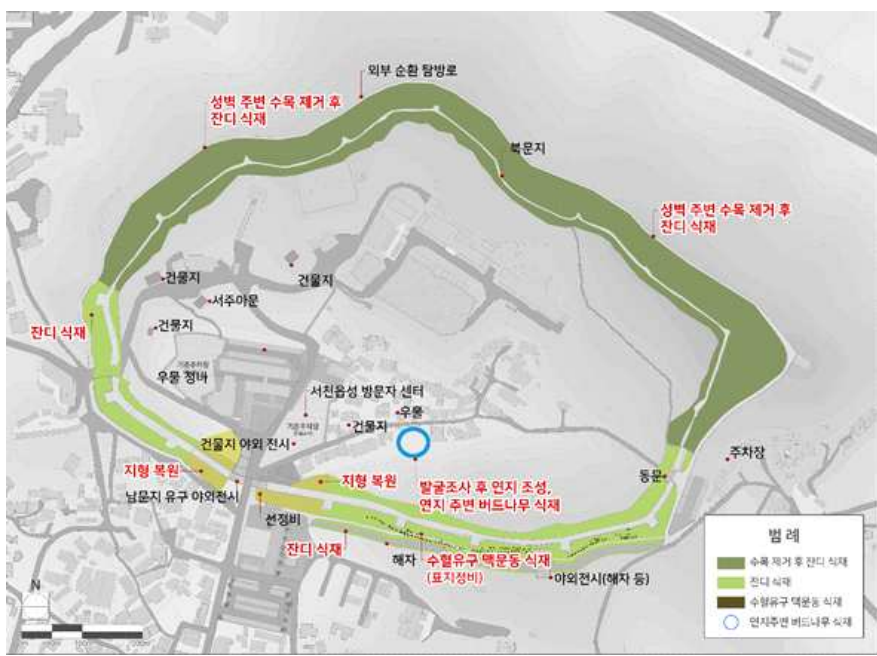 외부 순환 탐방로
성벽 주변 수목 제거 후
잔디 식재
북문지
성벽 주변 수목 제거 후
잔디 식재
건물지
건물지
서주아문
잔디 식재
건물지
우물 정비
서천읍성 방문자 센터
우물
건물지
건물지 야외 전시
주차장
동문
지형 복원
지형 복원
발굴조사 후 연지 조성,
연지 주변 버드나무 식재
남문지 유구 야외전시
선정비
잔디 식재
해자
수혈유구 맥문동 식재
(표지정비)
야외전시(해자 등)
범 례
수목 제거 후 잔디 식재
잔디 식재
수혈유구 맥문동 식재
연지주변 버드나무 식재
N